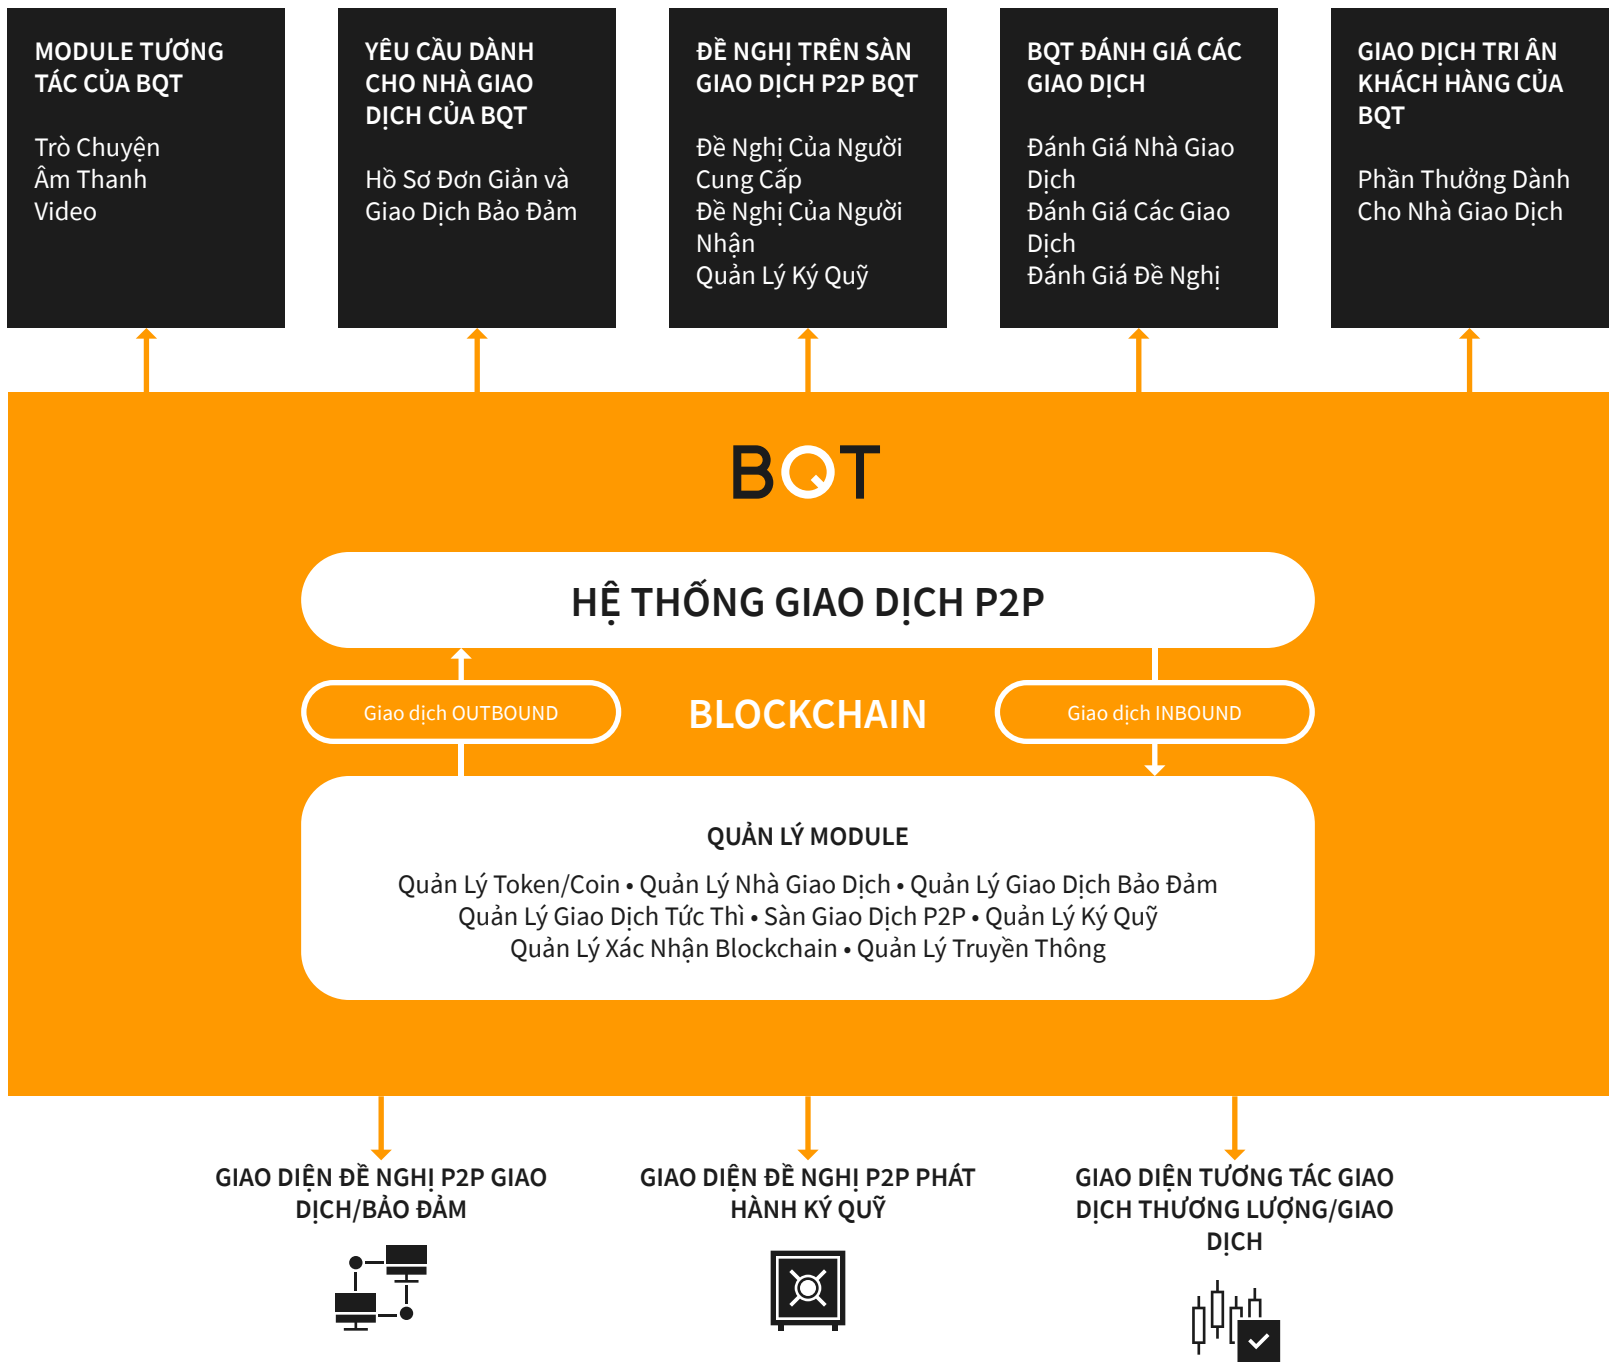 MODULE TƯƠNG
TÁC CỦA BQT
Trò Chuyện
Âm Thanh
Video
YÊU CẦU DÀNH
CHO NHÀ GIAO
DỊCH CỦA BQT
Hồ Sơ Đơn Giản và
Giao Dịch Bảo Đảm
ĐỀ NGHỊ TRÊN SÀN
GIAO DỊCH P2P BQT
Đề Nghị Của Người
Cung Cấp
Đề Nghị Của Người
Nhận
Quản Lý Ký Quỹ
BQT ĐÁNH GIÁ CÁC
GIAO DỊCH
Đánh Giá Nhà Giao
Dịch
Đánh Giá Các Giao
Dịch
Đánh Giá Đề Nghị
GIAO DỊCH TRI ÂN
KHÁCH HÀNG CỦA
BQT
Phần Thưởng Dành
Cho Nhà Giao Dịch
BQT
HỆ THỐNG GIAO DỊCH P2P
Giao dịch OUTBOUND
BLOCKCHAIN
Giao dịch INBOUND
QUẢN LÝ MODULE
Quản Lý Token/Coin • Quản Lý Nhà Giao Dịch • Quản Lý Giao Dịch Bảo Đảm
Quản Lý Giao Dịch Tức Thì • Sàn Giao Dịch P2P • Quản Lý Ký Quỹ
Quản Lý Xác Nhận Blockchain • Quản Lý Truyền Thông
GIAO DIỆN ĐỀ NGHỊ P2P GIAO
DỊCH/BẢO ĐẢM
GIAO DIỆN ĐỀ NGHỊ P2P PHÁT
HÀNH KÝ QUỸ
GIAO DIỆN TƯƠNG TÁC GIAO
DỊCH THƯƠNG LƯỢNG/GIAO
DỊCH